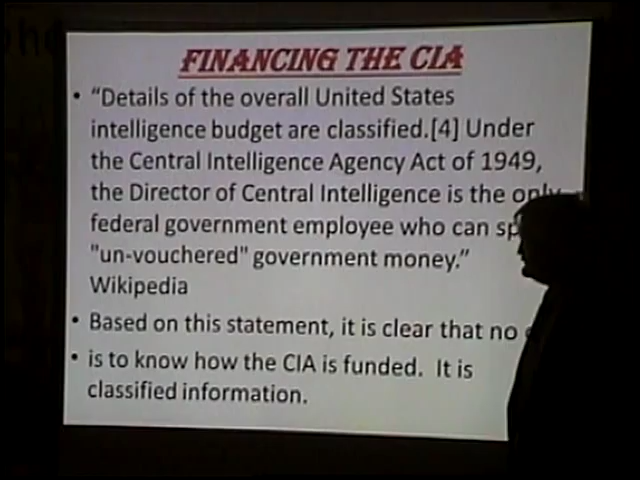 FINANCING THE CIA
• "Details of the overall United States
intelligence budget are classified.[4] Under
the Central Intelligence Agency Act of 1949,
the Director of Central Intelligence is the only
federal government employee who can
"un-vouchered" government money."
Wikipedia
• Based on this statement, it is clear that no
• is to know how the CIA is funded. It is
classified information.